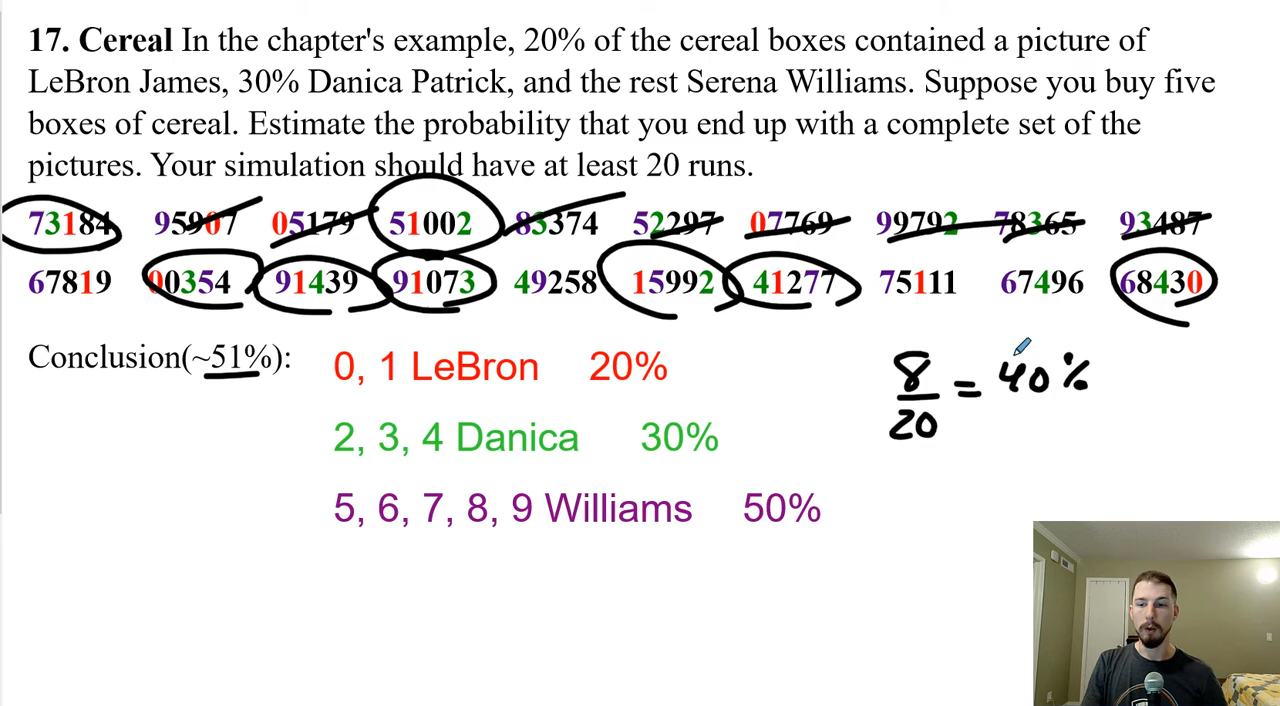 17. Cereal In the chapter's example, 20% of the cereal boxes contained a picture of
LeBron James, 30% Danica Patrick, and the rest Serena Williams. Suppose you buy five
boxes of cereal. Estimate the probability that you end up with a complete set of the
pictures. Your simulation should have at least 20 runs.
73184 95907 05179 51002 83374 52297 07769 99792 78365 93487
67819 00354 91439 91073 49258 15992 41277 75111 67496 68430
Conclusion(~51%):
0, 1 LeBron 20%
2, 3, 4 Danica 30%
5, 6, 7, 8, 9 Williams 50%
8/20 = 40%